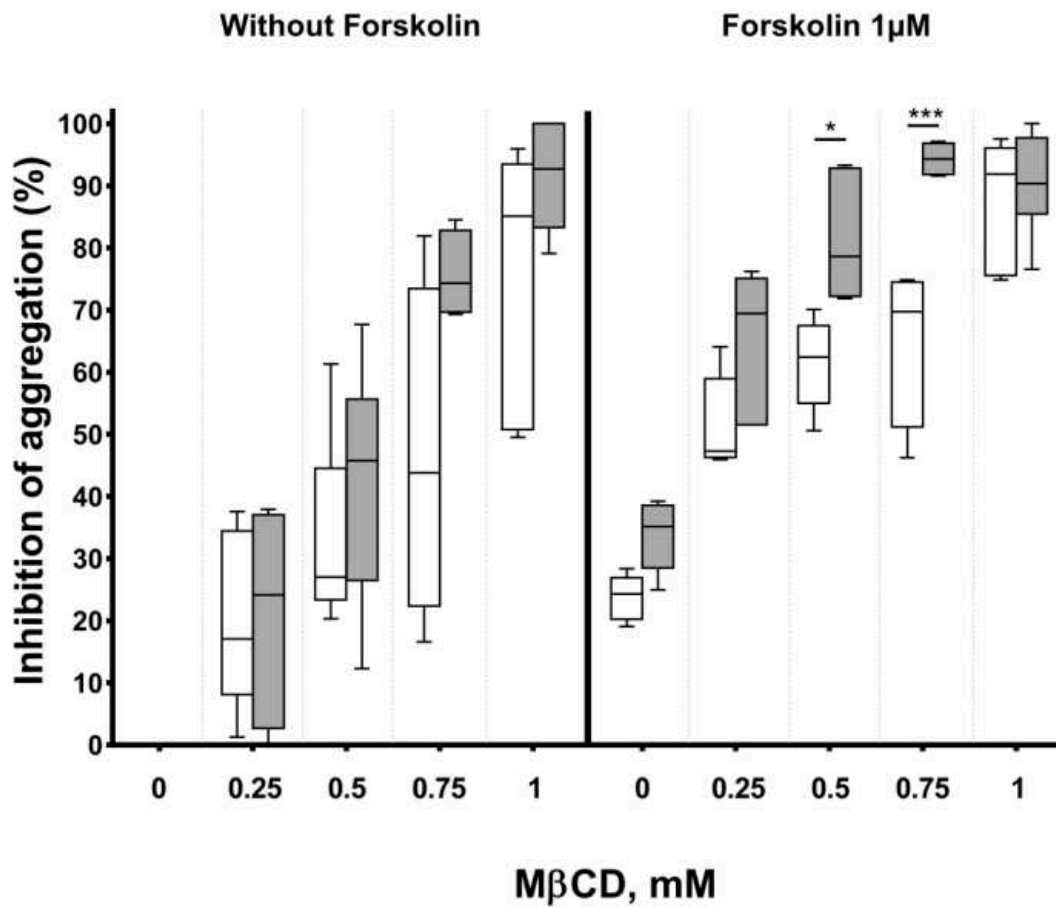 Without Forskolin
Forskolin 1µM
Inhibition of aggregation (%)
100
90
80
70
60
50
40
30
20
10
0
*
***
0 0.25 0.5 0.75 1
0 0.25 0.5 0.75 1
MβCD, mM